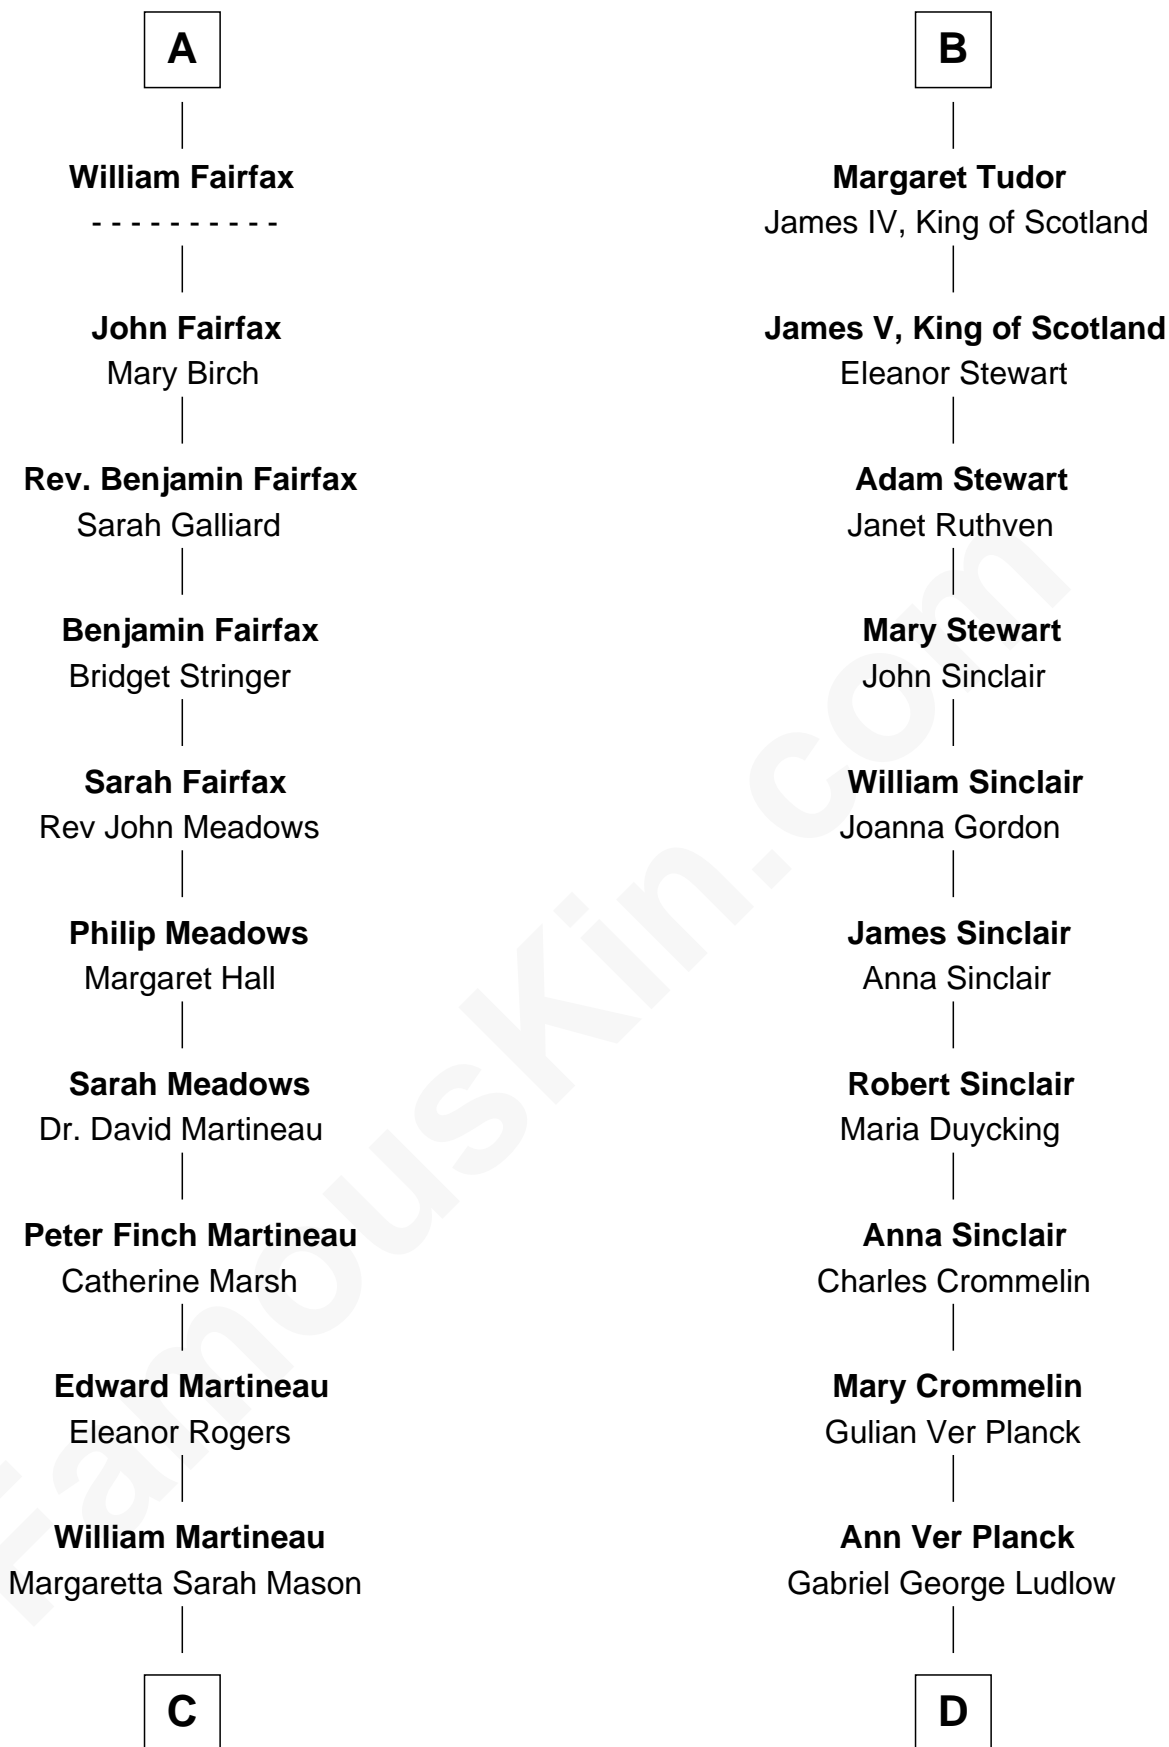 A
William Fairfax
- - - - - - - - - -
John Fairfax
Mary Birch
Rev. Benjamin Fairfax
Sarah Galliard
Benjamin Fairfax
Bridget Stringer
Sarah Fairfax
Rev John Meadows
Philip Meadows
Margaret Hall
Sarah Meadows
Dr. David Martineau
Peter Finch Martineau
Catherine Marsh
Edward Martineau
Eleanor Rogers
William Martineau
Margaretta Sarah Mason
C
B
Margaret Tudor
James IV, King of Scotland
James V, King of Scotland
Eleanor Stewart
Adam Stewart
Janet Ruthven
Mary Stewart
John Sinclair
William Sinclair
Joanna Gordon
James Sinclair
Anna Sinclair
Robert Sinclair
Maria Duycking
Anna Sinclair
Charles Crommelin
Mary Crommelin
Gulian Ver Planck
Ann Ver Planck
Gabriel George Ludlow
D
FamousKin.com